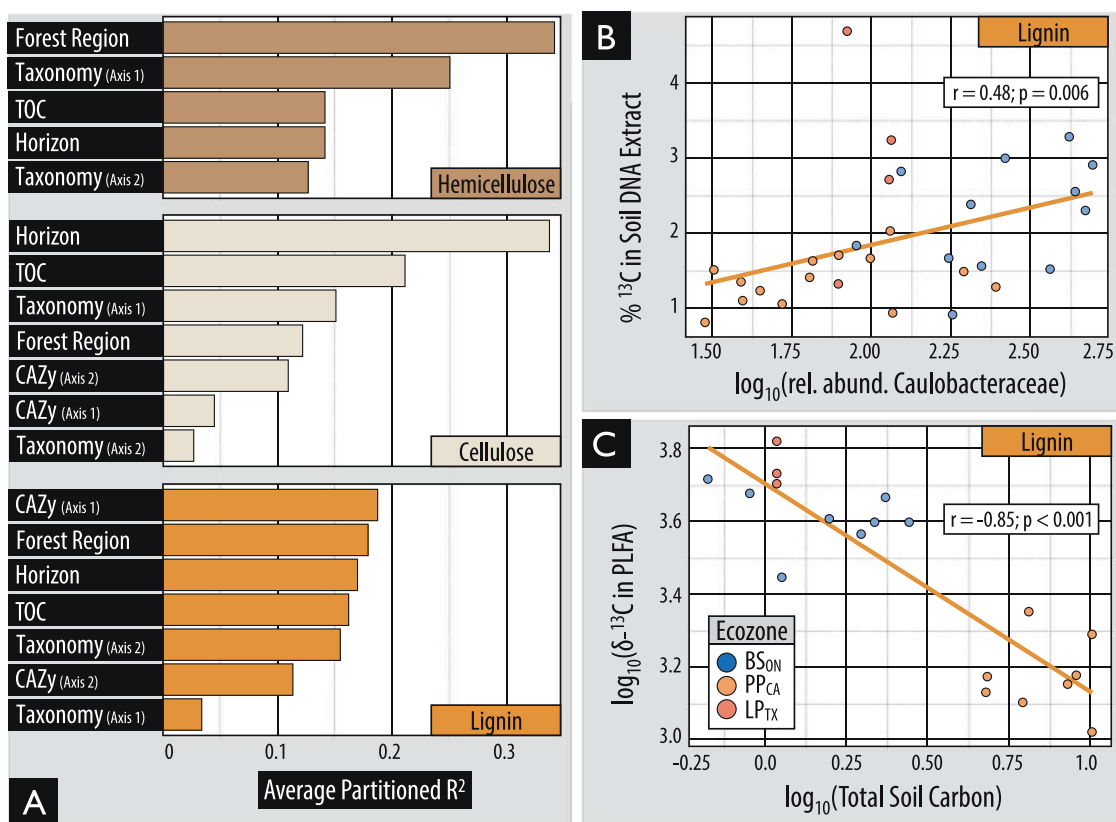 Forest Region
Taxonomy (Axis 1)
TOC
Horizon
Taxonomy (Axis 2)
Hemicellulose
Horizon
TOC
Taxonomy (Axis 1)
Forest Region
CAZy (Axis 2)
CAZy (Axis 1)
Taxonomy (Axis 2)
Cellulose
CAZy (Axis 1)
Forest Region
Horizon
TOC
Taxonomy (Axis 2)
CAZy (Axis 2)
Taxonomy (Axis 1)
Lignin
0 0.1 0.2 0.3
Average Partitioned R²
A
B
Lignin
r = 0.48; p = 0.006
4
3
2
1
% ¹³C in Soil DNA Extract
1.50 1.75 2.00 2.25 2.50 2.75
log₁₀(rel. abund. Caulobacteraceae)
C
Lignin
r = -0.85; p < 0.001
3.8
3.6
3.4
3.2
3.0
log₁₀(δ-¹³C in PLFA)
Ecozone
BS_ON
PP_CA
LP_TX
-0.25 0.0 0.25 0.50 0.75 1.0
log₁₀(Total Soil Carbon)